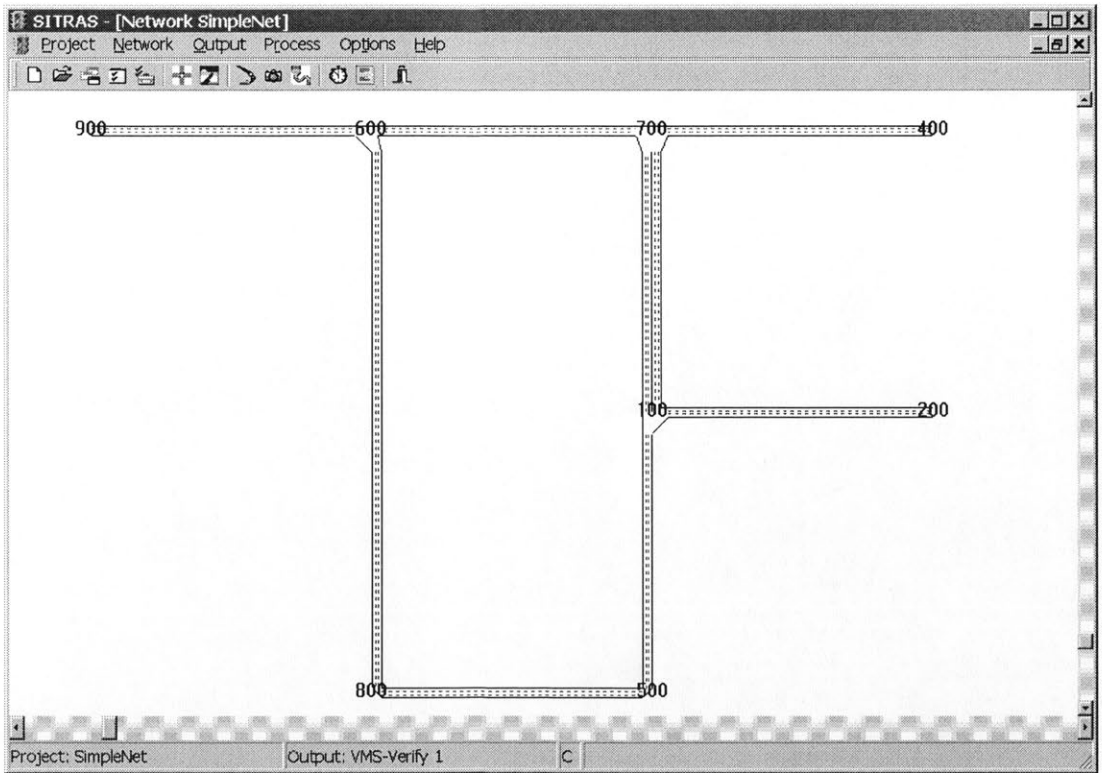 SITRAS - [Network SimpleNet]
Project Network Output Process Options Help
900 600 700 400
100 200
800 500
Project: SimpleNet Output: VMS-Verify 1 C